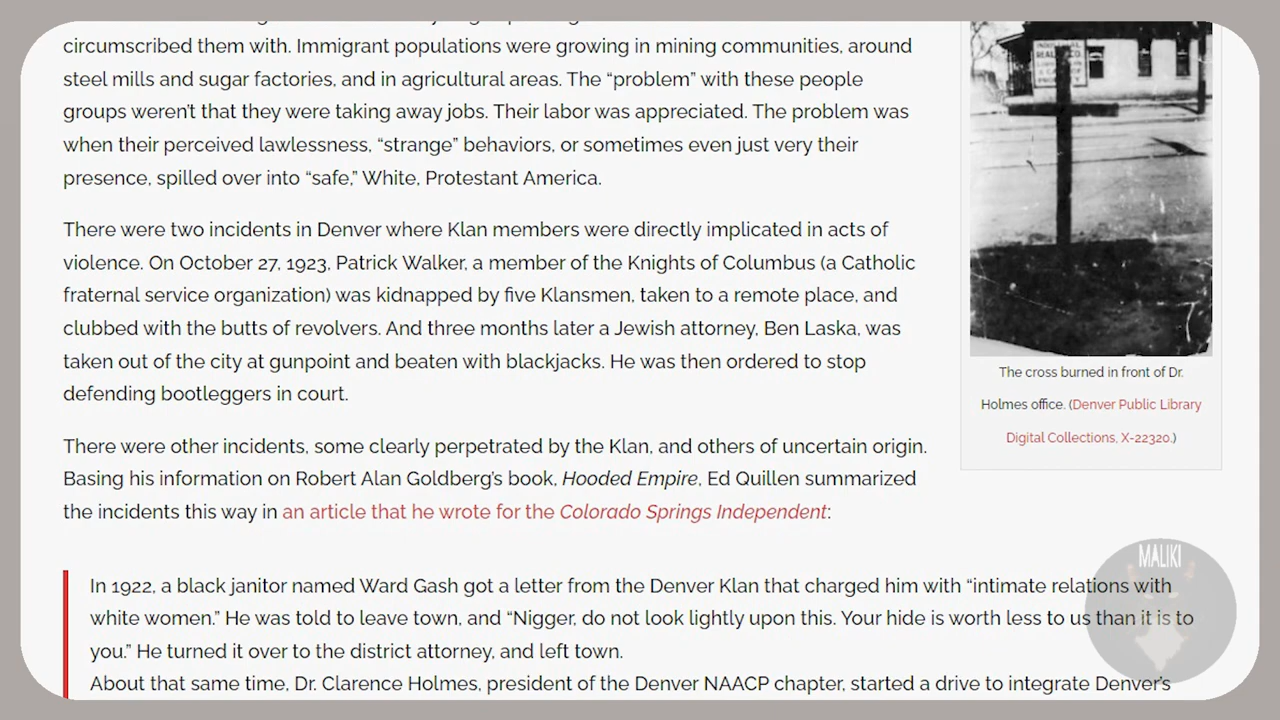 circumscribed them with. Immigrant populations were growing in mining communities, around
steel mills and sugar factories, and in agricultural areas. The “problem” with these people
groups weren’t that they were taking away jobs. Their labor was appreciated. The problem was
when their perceived lawlessness, “strange” behaviors, or sometimes even just very their
presence, spilled over into “safe,” White, Protestant America.
There were two incidents in Denver where Klan members were directly implicated in acts of
violence. On October 27, 1923, Patrick Walker, a member of the Knights of Columbus (a Catholic
fraternal service organization) was kidnapped by five Klansmen, taken to a remote place, and
clubbed with the butts of revolvers. And three months later a Jewish attorney, Ben Laska, was
taken out of the city at gunpoint and beaten with blackjacks. He was then ordered to stop
defending bootleggers in court.
There were other incidents, some clearly perpetrated by the Klan, and others of uncertain origin.
Basing his information on Robert Alan Goldberg’s book, Hooded Empire, Ed Quillen summarized
the incidents this way in an article that he wrote for the Colorado Springs Independent:
In 1922, a black janitor named Ward Gash got a letter from the Denver Klan that charged him with “intimate relations with
white women.” He was told to leave town, and “Nigger, do not look lightly upon this. Your hide is worth less to us than it is to
you.” He turned it over to the district attorney, and left town.
About that same time, Dr. Clarence Holmes, president of the Denver NAACP chapter, started a drive to integrate Denver’s
The cross burned in front of Dr.
Holmes office. (Denver Public Library
Digital Collections, X-22320.)
MALIKI